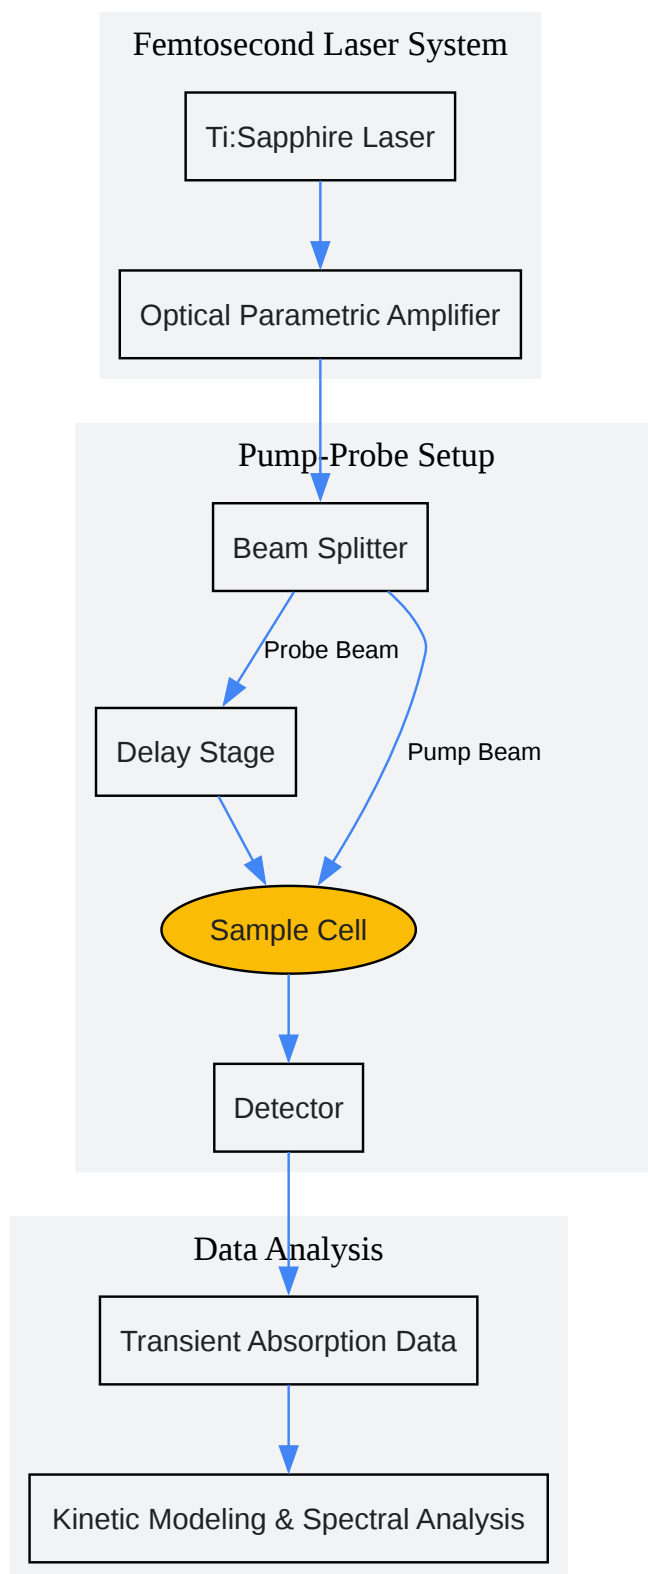 Femtosecond Laser System
Ti:Sapphire Laser
Optical Parametric Amplifier
Pump-Probe Setup
Beam Splitter
Probe Beam
Delay Stage
Pump Beam
Sample Cell
Detector
Data Analysis
Transient Absorption Data
Kinetic Modeling & Spectral Analysis